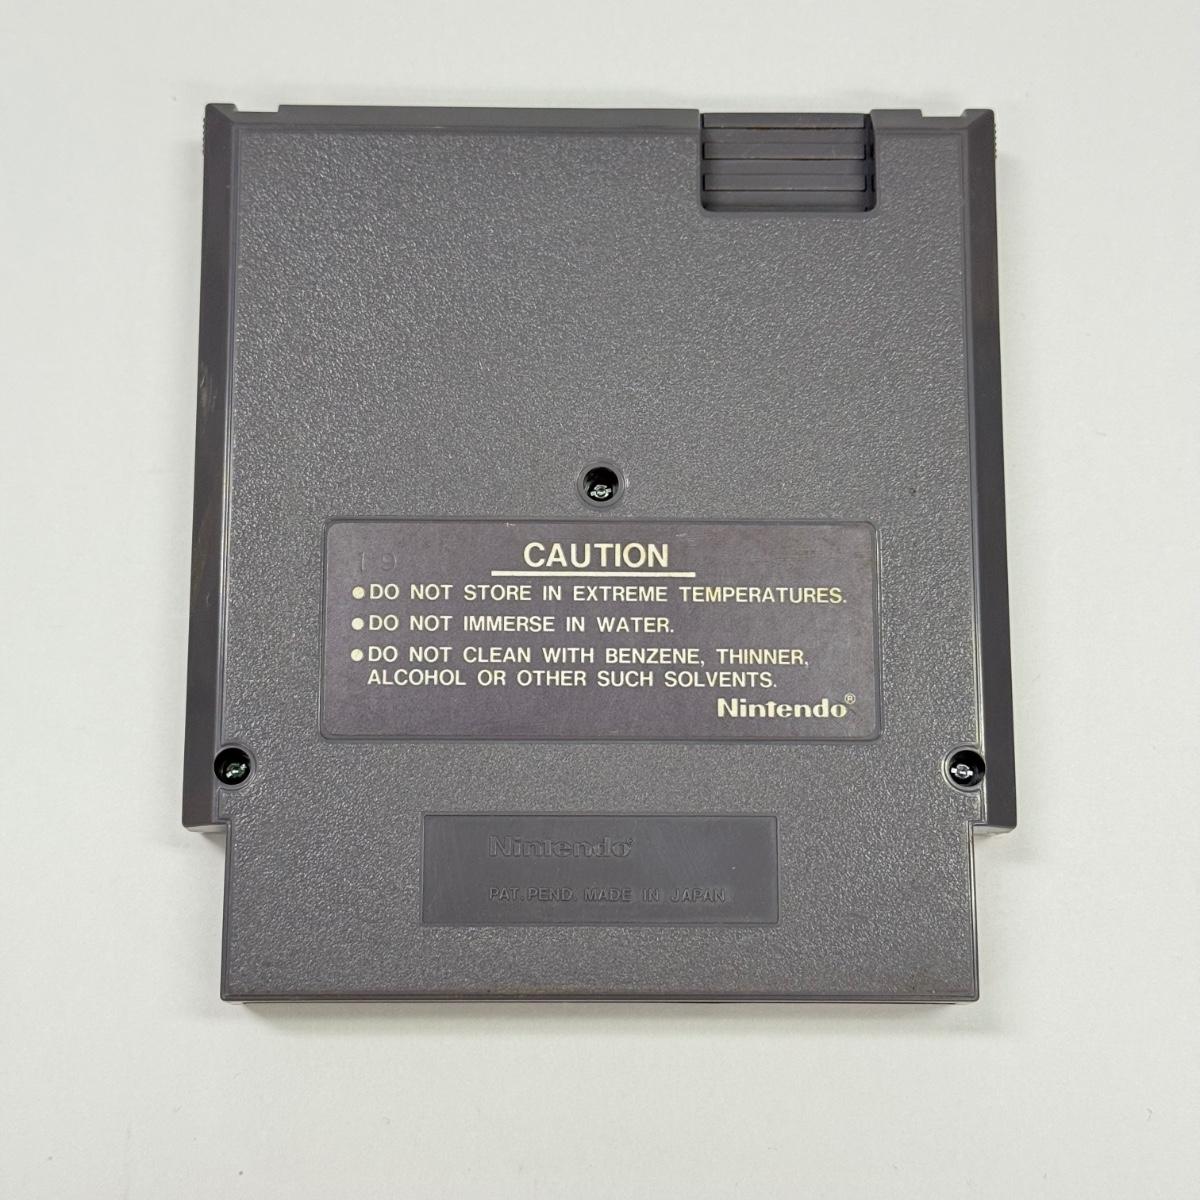 19
CAUTION
●DO NOT STORE IN EXTREME TEMPERATURES.
●DO NOT IMMERSE IN WATER.
●DO NOT CLEAN WITH BENZENE, THINNER,
ALCOHOL OR OTHER SUCH SOLVENTS.
Nintendo®
Nintendo®
PAT. PEND. MADE IN JAPAN